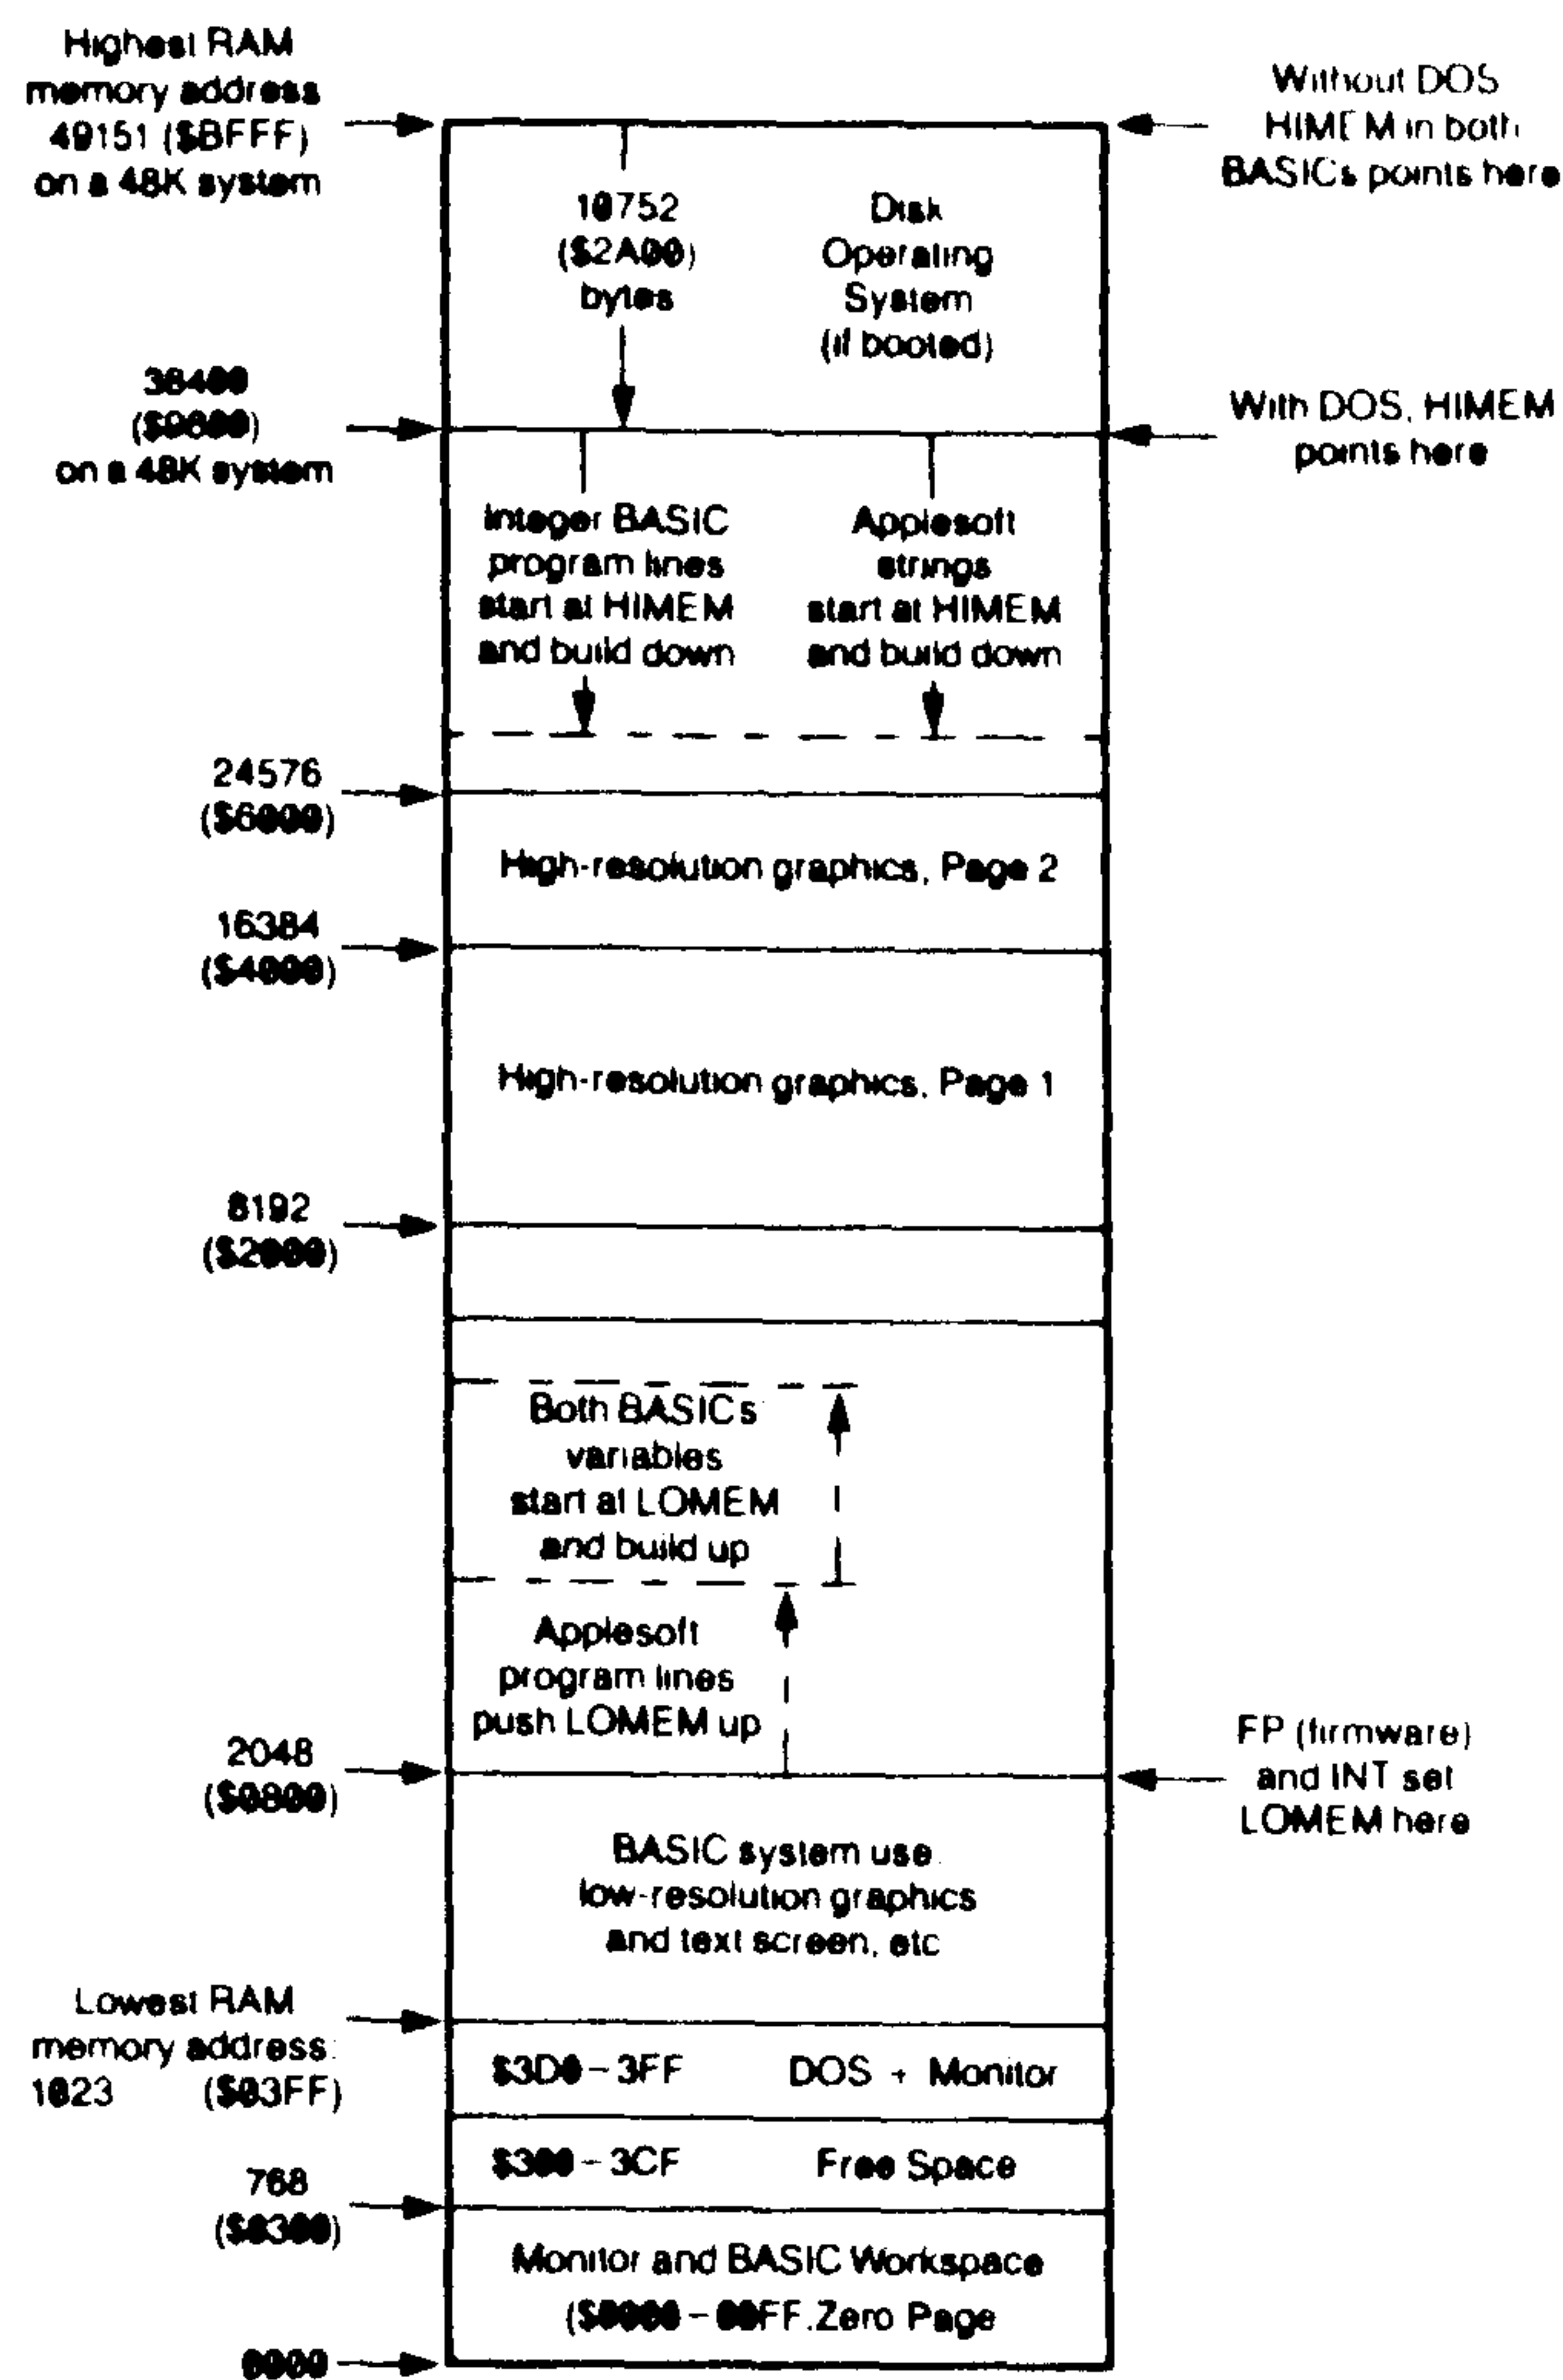 Highest RAM
memory address
49151 ($BFFF)
on a 48K system
Without DOS
HIMEM in both
BASICs points here
10752
($2A00)
bytes
Disk
Operating
System
(if booted)
38400
($9600)
on a 48K system
With DOS, HIMEM
points here
Integer BASIC
program lines
start at HIMEM
and build down
Applesoft
strings
start at HIMEM
and build down
24576
($6000)
High-resolution graphics, Page 2
16384
($4000)
High-resolution graphics, Page 1
8192
($2000)
Both BASICs
variables
start at LOMEM
and build up
Applesoft
program lines
push LOMEM up
2048
($0800)
FP (firmware)
and INT set
LOMEM here
BASIC system use
low-resolution graphics
and text screen, etc
Lowest RAM
memory address:
1023 ($03FF)
$3D0 – 3FF DOS + Monitor
$300 – 3CF Free Space
768
($0300)
Monitor and BASIC Workspace
($0000 – 00FF.Zero Page
0000